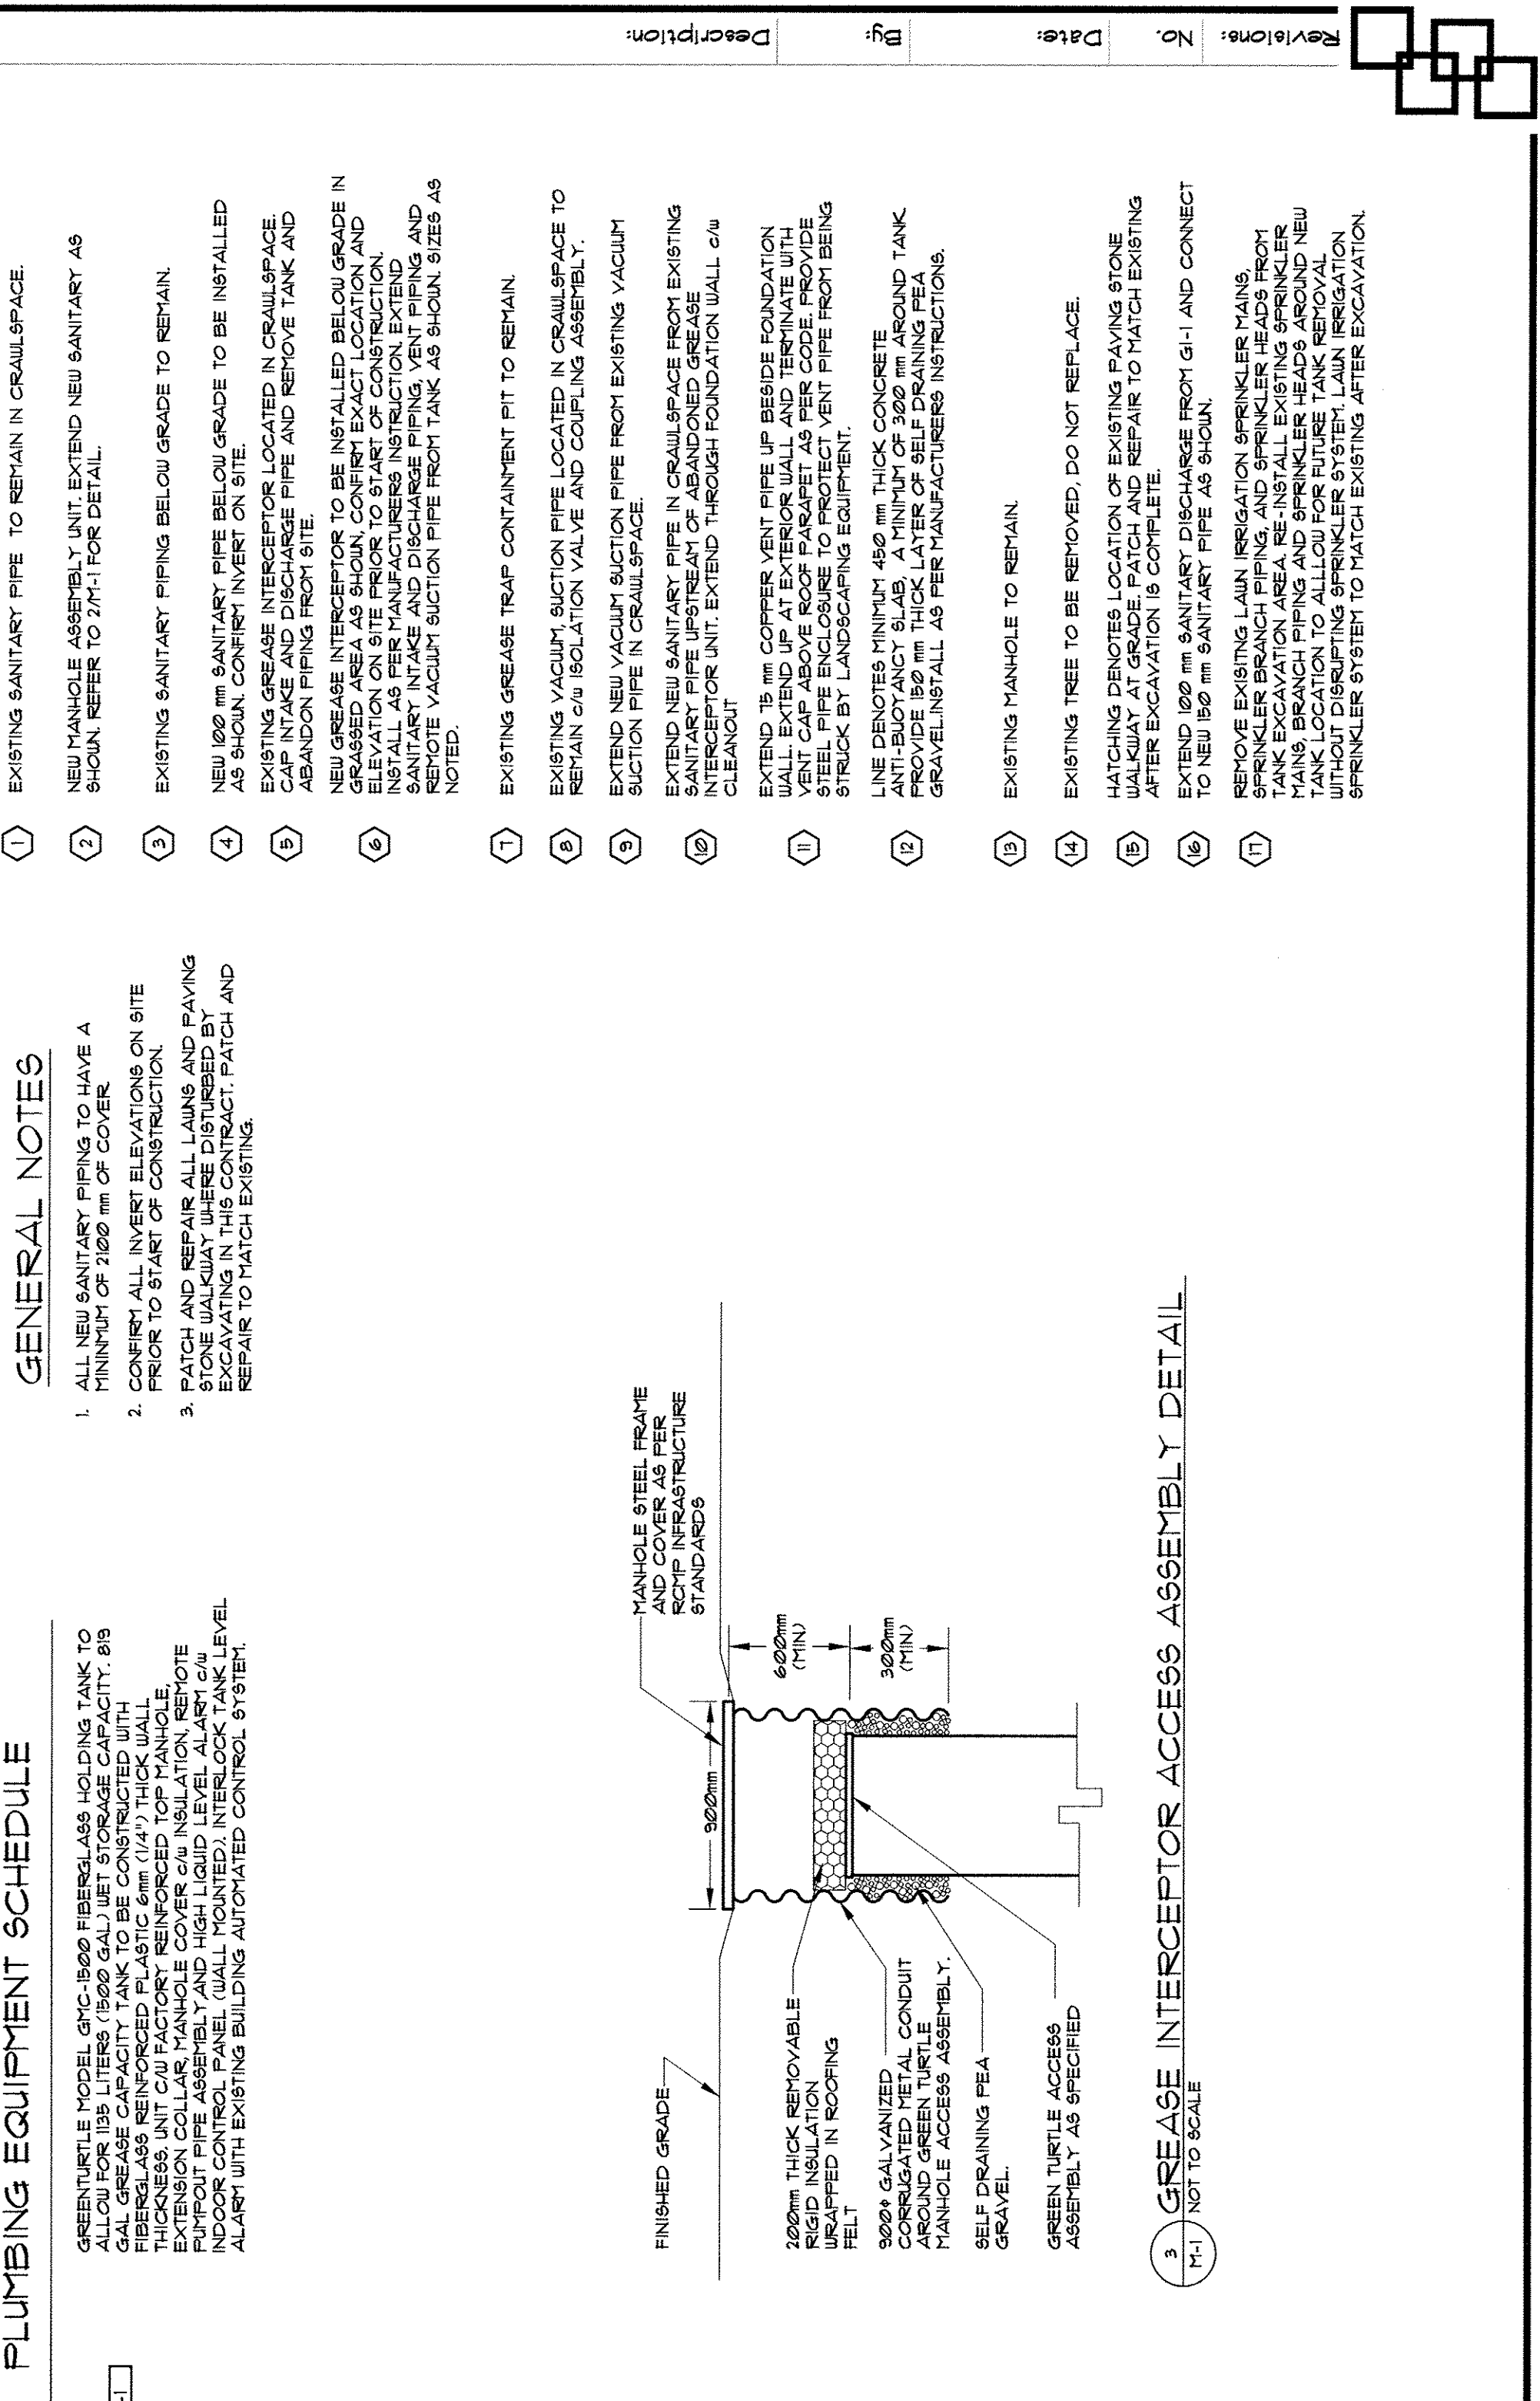 PLUMBING EQUIPMENT SCHEDULE
-1
GREENTURTLE MODEL GMC-1500 FIBERGLASS HOLDING TANK TO
ALLOW FOR 1135 LITERS (1500 GAL) WET STORAGE CAPACITY. 819
GAL GREASE CAPACITY TANK TO BE CONSTRUCTED WITH
FIBERGLASS REINFORCED PLASTIC 6mm (1/4") THICK WALL
THICKNESS. UNIT C/W FACTORY REINFORCED TOP MANHOLE,
EXTENSION COLLAR, MANHOLE COVER c/w INSULATION, REMOTE
PUMPOUT PIPE ASSEMBLY AND HIGH LIQUID LEVEL ALARM c/w
INDOOR CONTROL PANEL (WALL MOUNTED). INTERLOCK TANK LEVEL
ALARM WITH EXISTING BUILDING AUTOMATED CONTROL SYSTEM.
GENERAL NOTES
1. ALL NEW SANITARY PIPING TO HAVE A
MININMUM OF 2100 mm OF COVER
2. CONFIRM ALL INVERT ELEVATIONS ON SITE
PRIOR TO START OF CONSTRUCTION.
3. PATCH AND REPAIR ALL LAWNS AND PAVING
STONE WALKWAY WHERE DISTURBED BY
EXCAVATING IN THIS CONTRACT. PATCH AND
REPAIR TO MATCH EXISTING.
1 EXISTING SANITARY PIPE TO REMAIN IN CRAWLSPACE.
2 NEW MANHOLE ASSEMBLY UNIT. EXTEND NEW SANITARY AS
SHOWN. REFER TO 2/M-1 FOR DETAIL.
3 EXISTING SANITARY PIPING BELOW GRADE TO REMAIN.
4 NEW 100 mm SANITARY PIPE BELOW GRADE TO BE INSTALLED
AS SHOWN. CONFIRM INVERT ON SITE.
5 EXISTING GREASE INTERCEPTOR LOCATED IN CRAWLSPACE.
CAP INTAKE AND DISCHARGE PIPE AND REMOVE TANK AND
ABANDON PIPING FROM SITE.
6 NEW GREASE INTERCEPTOR TO BE INSTALLED BELOW GRADE IN
GRASSED AREA AS SHOWN, CONFIRM EXACT LOCATION AND
ELEVATION ON SITE PRIOR TO START OF CONSTRUCTION.
INSTALL AS PER MANUFACTURERS INSTRUCTION. EXTEND
SANITARY INTAKE AND DISCHARGE PIPING, VENT PIPING AND
REMOTE VACUUM SUCTION PIPE FROM TANK AS SHOWN. SIZES AS
NOTED.
7 EXISTING GREASE TRAP CONTAINMENT PIT TO REMAIN.
8 EXISTING VACUUM, SUCTION PIPE LOCATED IN CRAWLSPACE TO
REMAIN c/w ISOLATION VALVE AND COUPLING ASSEMBLY.
9 EXTEND NEW VACUUM SUCTION PIPE FROM EXISTING VACUUM
SUCTION PIPE IN CRAWLSPACE.
10 EXTEND NEW SANITARY PIPE IN CRAWLSPACE FROM EXISTING
SANITARY PIPE UPSTREAM OF ABANDONED GREASE
INTERCEPTOR UNIT. EXTEND THROUGH FOUNDATION WALL c/w
CLEANOUT
11 EXTEND 75 mm COPPER VENT PIPE UP BESIDE FOUNDATION
WALL. EXTEND UP AT EXTERIOR WALL AND TERMINATE WITH
VENT CAP ABOVE ROOF PARAPET AS PER CODE. PROVIDE
STEEL PIPE ENCLOSURE TO PROTECT VENT PIPE FROM BEING
STRUCK BY LANDSCAPING EQUIPMENT.
12 LINE DENOTES MINIMUM 450 mm THICK CONCRETE
ANTI-BUOYANCY SLAB, A MINIMUM OF 300 mm AROUND TANK.
PROVIDE 150 mm THICK LAYER OF SELF DRAINING PEA
GRAVEL.INSTALL AS PER MANUFACTURERS INSTRUCTIONS.
13 EXISTING MANHOLE TO REMAIN.
14 EXISTING TREE TO BE REMOVED, DO NOT REPLACE.
15 HATCHING DENOTES LOCATION OF EXISTING PAVING STONE
WALKWAY AT GRADE. PATCH AND REPAIR TO MATCH EXISTING
AFTER EXCAVATION IS COMPLETE.
16 EXTEND 100 mm SANITARY DISCHARGE FROM GI-1 AND CONNECT
TO NEW 150 mm SANITARY PIPE AS SHOWN.
17 REMOVE EXISITNG LAWN IRRIGATION SPRINKLER MAINS,
SPRINKLER BRANCH PIPING, AND SPRINKLER HEADS FROM
TANK EXCAVATION AREA. RE-INSTALL EXISTING SPRINKLER
MAINS, BRANCH PIPING AND SPRINKLER HEADS AROUND NEW
TANK LOCATION TO ALLLOW FOR FUTURE TANK REMOVAL
WITHOUT DISRUPTING SPRINKLER SYSTEM. LAWN IRRIGATION
SPRINKLER SYSTEM TO MATCH EXISTING AFTER EXCAVATION.
FINISHED GRADE
200mm THICK REMOVABLE
RIGID INSULATION
WRAPPED IN ROOFING
FELT
900ɸ GALVANIZED
CORRUGATED METAL CONDUIT
AROUND GREEN TURTLE
MANHOLE ACCESS ASSEMBLY.
SELF DRAINING PEA
GRAVEL.
GREEN TURTLE ACCESS
ASSEMBLY AS SPECIFIED
900mm
600mm
(MIN)
300mm
(MIN)
MANHOLE STEEL FRAME
AND COVER AS PER
RCMP INFRASTRUCTURE
STANDARDS
3
M-1
GREASE INTERCEPTOR ACCESS ASSEMBLY DETAIL
NOT TO SCALE
Revisions: No. Date: By: Description: